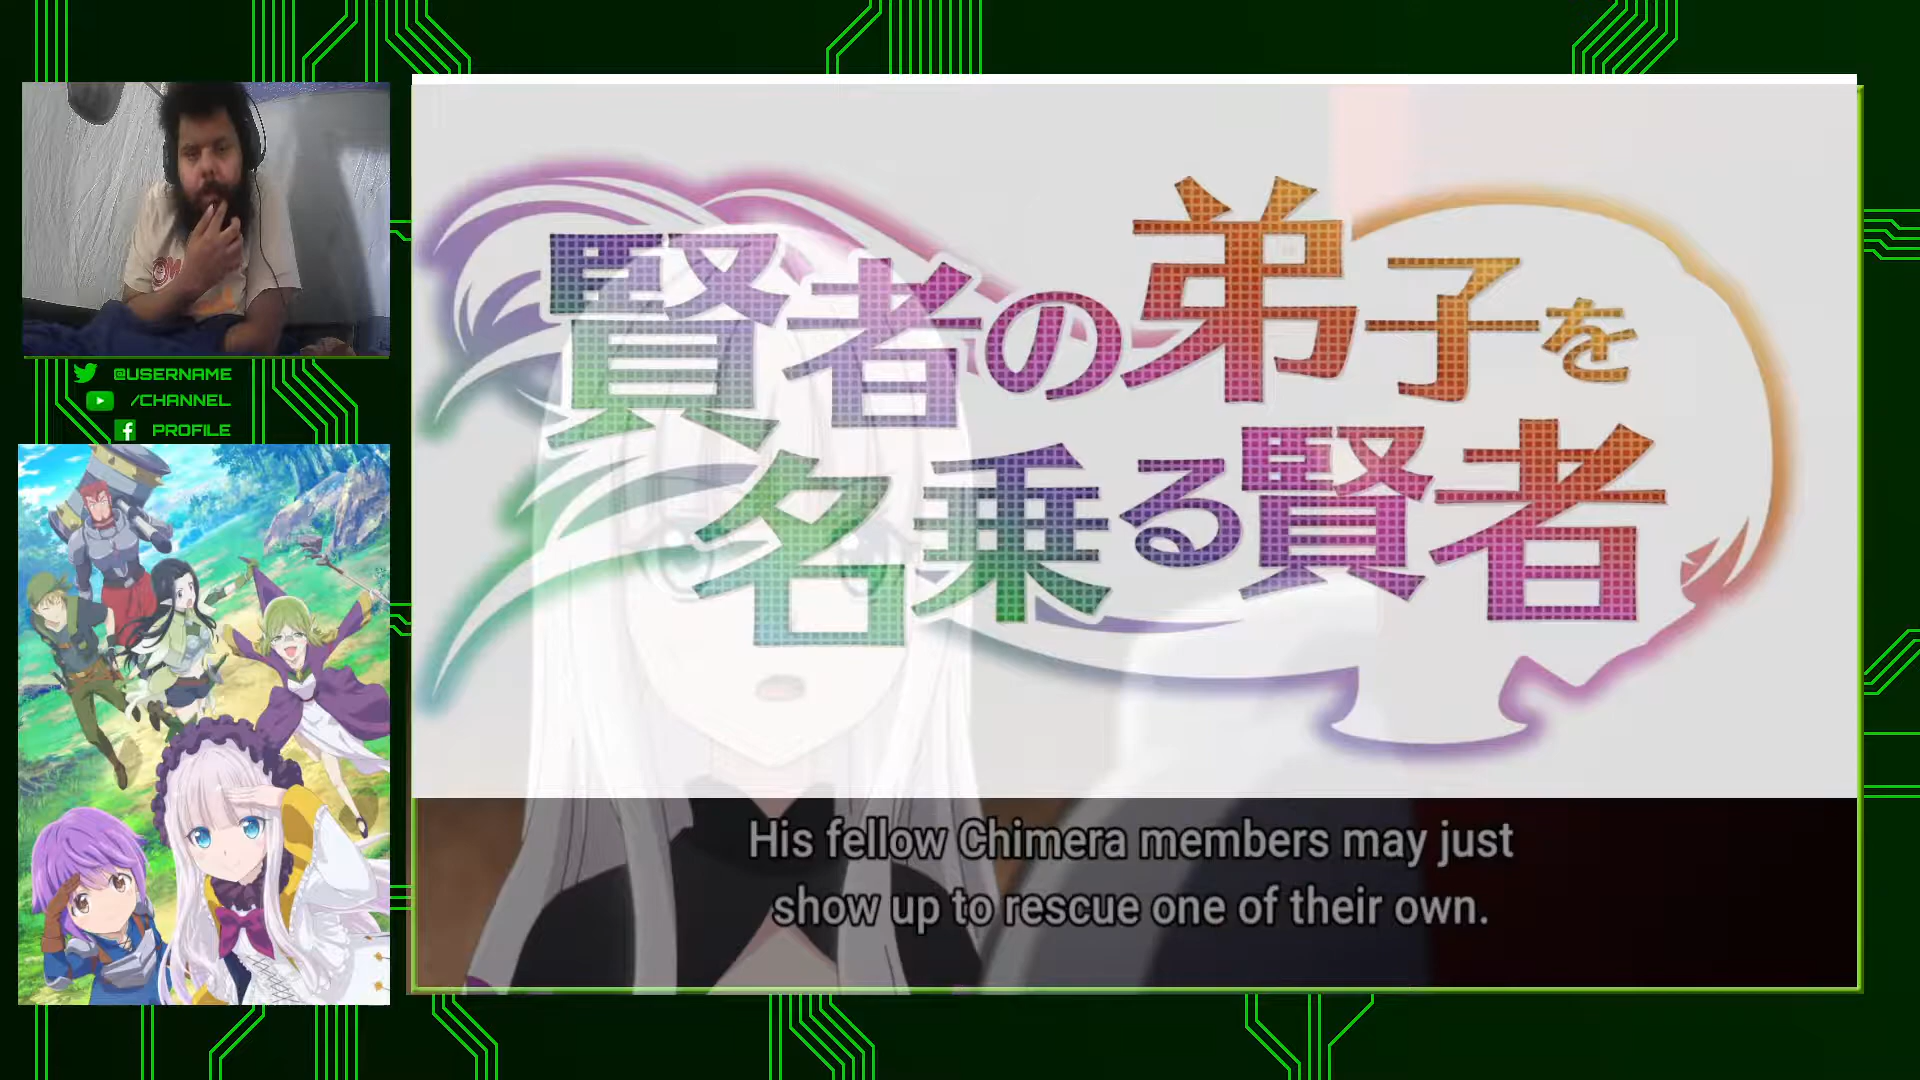 @USERNAME
/CHANNEL
PROFILE
賢者の弟子を
名乗る賢者
His fellow Chimera members may just
show up to rescue one of their own.